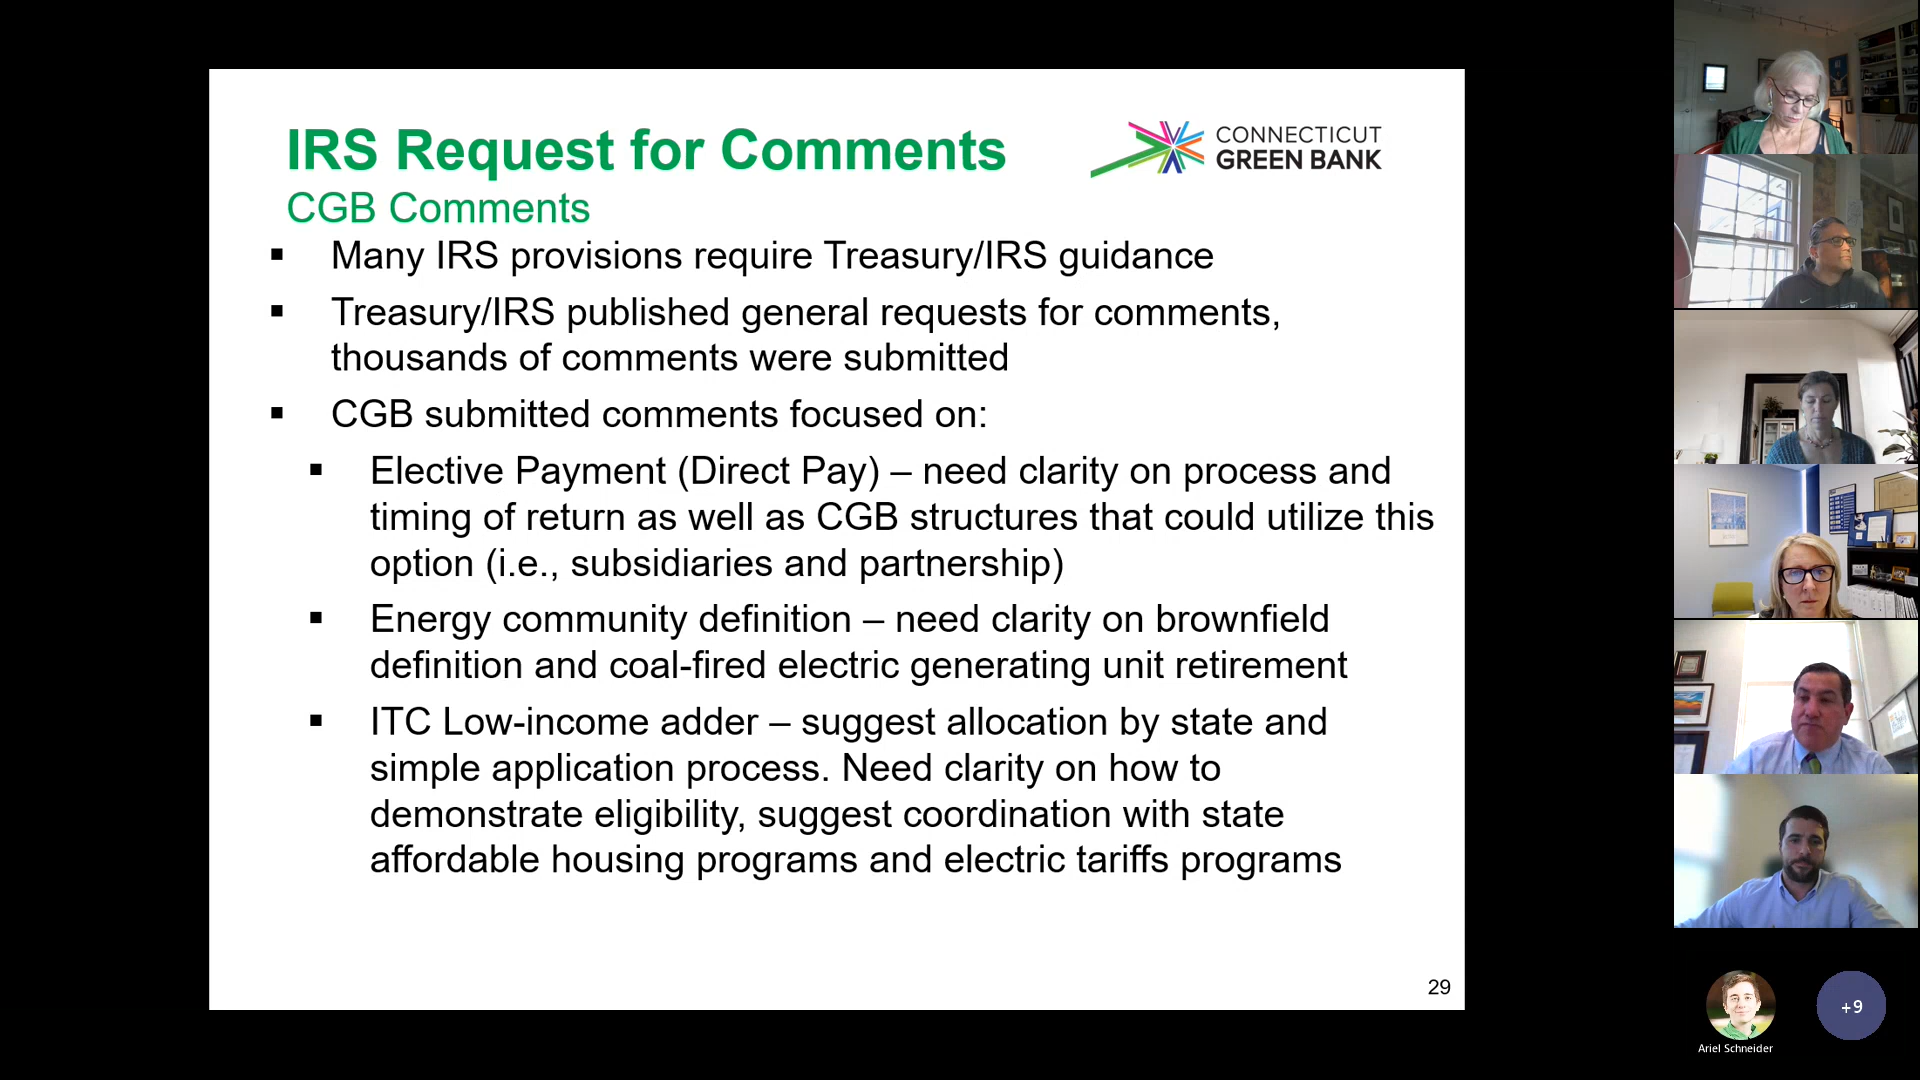 IRS Request for Comments
CONNECTICUT
GREEN BANK
CGB Comments
▪ Many IRS provisions require Treasury/IRS guidance
▪ Treasury/IRS published general requests for comments,
thousands of comments were submitted
▪ CGB submitted comments focused on:
▪ Elective Payment (Direct Pay) – need clarity on process and
timing of return as well as CGB structures that could utilize this
option (i.e., subsidiaries and partnership)
▪ Energy community definition – need clarity on brownfield
definition and coal-fired electric generating unit retirement
▪ ITC Low-income adder – suggest allocation by state and
simple application process. Need clarity on how to
demonstrate eligibility, suggest coordination with state
affordable housing programs and electric tariffs programs
29
+9
Ariel Schneider